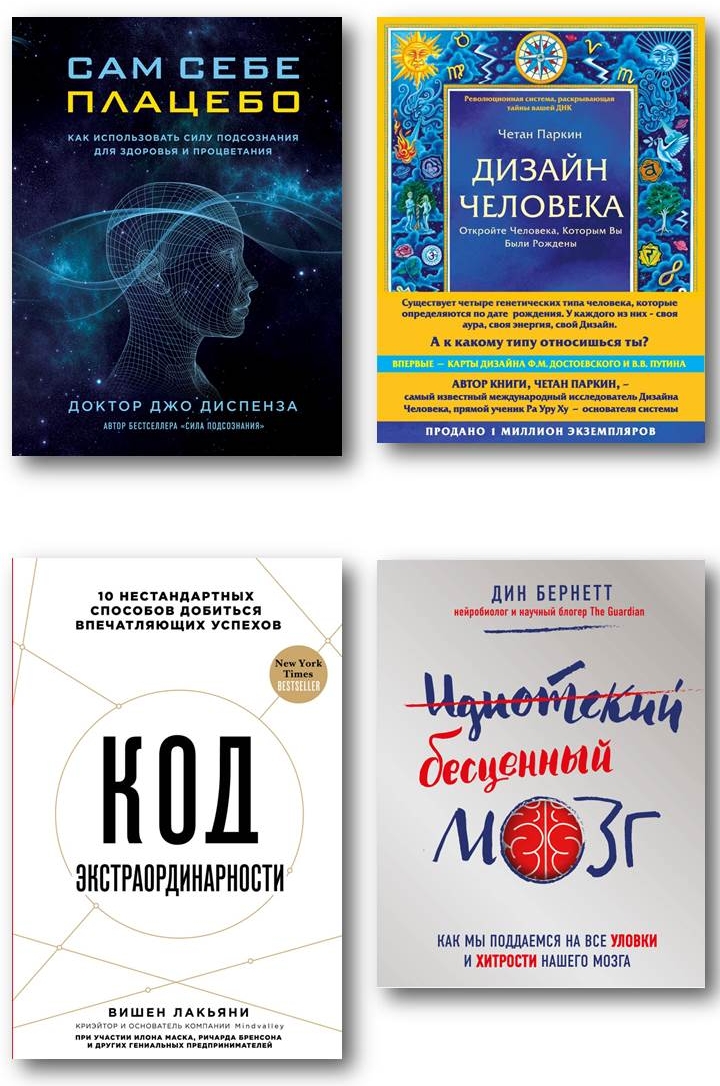 САМ СЕБЕ
ПЛАЦЕБО
КАК ИСПОЛЬЗОВАТЬ СИЛУ ПОДСОЗНАНИЯ
ДЛЯ ЗДОРОВЬЯ И ПРОЦВЕТАНИЯ
ДОКТОР ДЖО ДИСПЕНЗА
АВТОР БЕСТСЕЛЛЕРА «СИЛА ПОДСОЗНАНИЯ»
Революционная система, раскрывающая
тайны вашей ДНК
Четан Паркин
ДИЗАЙН
ЧЕЛОВЕКА
Откройте Человека, Которым Вы
Были Рождены
Существует четыре генетических типа человека, которые
определяются по дате рождения. У каждого из них - своя
аура, своя энергия, свой Дизайн.
А к какому типу относишься ты?
ВПЕРВЫЕ — КАРТЫ ДИЗАЙНА Ф.М. ДОСТОЕВСКОГО И В.В. ПУТИНА
АВТОР КНИГИ, ЧЕТАН ПАРКИН, –
самый известный международный исследователь Дизайна
Человека, прямой ученик Ра Уру Ху – основателя системы
ПРОДАНО 1 МИЛЛИОН ЭКЗЕМПЛЯРОВ
10 НЕСТАНДАРТНЫХ
СПОСОБОВ ДОБИТЬСЯ
ВПЕЧАТЛЯЮЩИХ УСПЕХОВ
New York
Times
BESTSELLER
КОД
ЭКСТРАОРДИНАРНОСТИ
ВИШЕН ЛАКЬЯНИ
КРИЭЙТОР И ОСНОВАТЕЛЬ КОМПАНИИ Mindvalley
ПРИ УЧАСТИИ ИЛОНА МАСКА, РИЧАРДА БРЕНСОНА
И ДРУГИХ ГЕНИАЛЬНЫХ ПРЕДПРИНИМАТЕЛЕЙ
ДИН БЕРНЕТТ
нейробиолог и научный блогер The Guardian
Идиотский
бесценный
МОЗГ
КАК МЫ ПОДДАЕМСЯ НА ВСЕ УЛОВКИ
И ХИТРОСТИ НАШЕГО МОЗГА